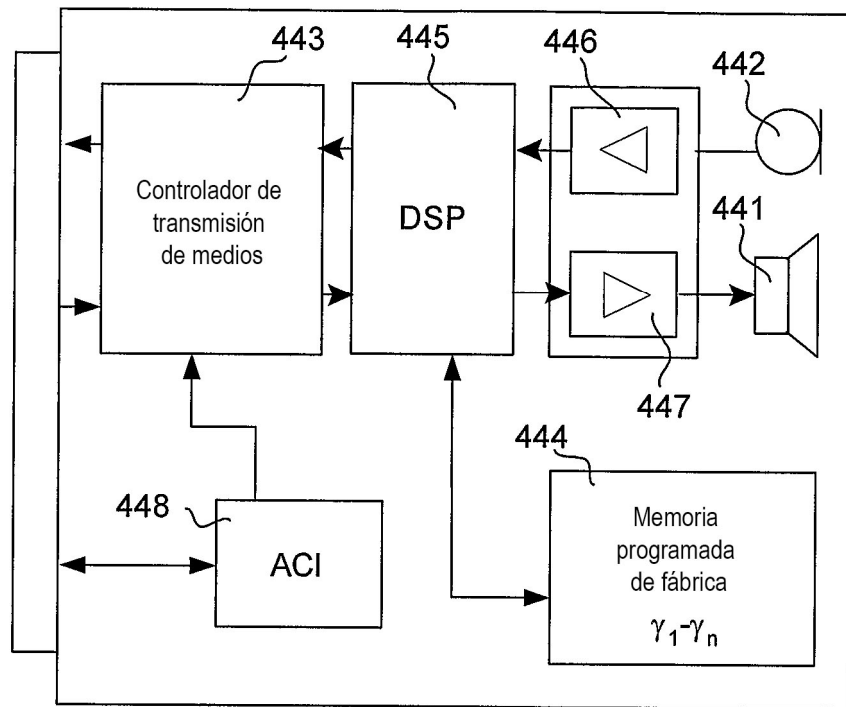 443
445
446
442
Controlador de
transmisión
de medios
DSP
441
447
444
448
ACI
Memoria
programada
de fábrica
γ1-γn